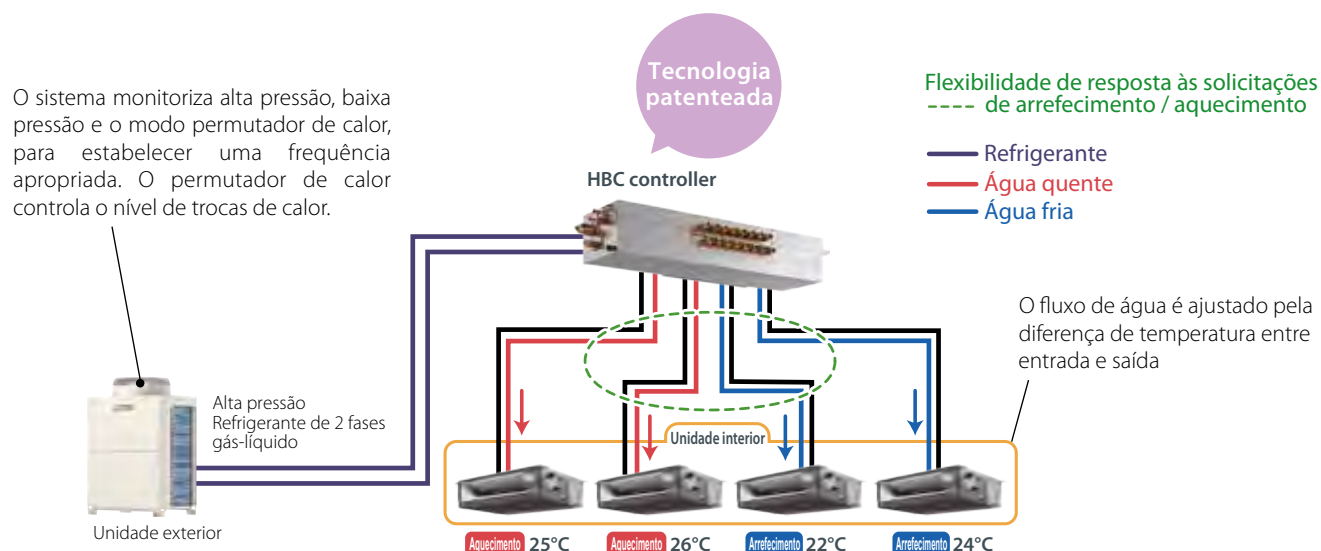 Tecnologia
patenteada
O sistema monitoriza alta pressão, baixa
pressão e o modo permutador de calor,
para estabelecer uma frequência
apropriada. O permutador de calor
controla o nível de trocas de calor.
Flexibilidade de resposta às solicitações
de arrefecimento / aquecimento
Refrigerante
Água quente
Água fria
HBC controller
O fluxo de água é ajustado pela
diferença de temperatura entre
entrada e saída
Alta pressão
Refrigerante de 2 fases
gás-líquido
Unidade interior
Unidade exterior
Aquecimento 25°C
Aquecimento 26°C
Arrefecimento 22°C
Arrefecimento 24°C